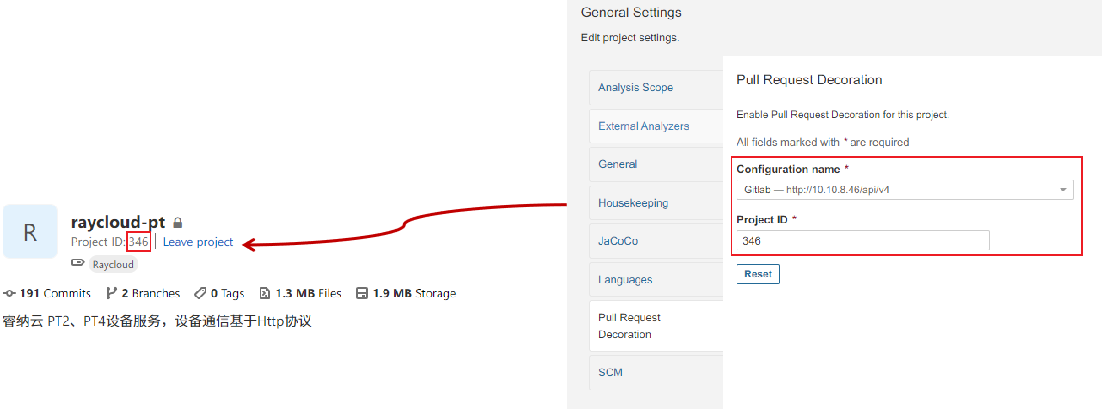 R
raycloud-pt
Project ID: 346 Leave project
Raycloud
191 Commits 2 Branches 0 Tags 1.3 MB Files 1.9 MB Storage
容纳云 PT2、PT4设备服务，设备通信基于Http协议
General Settings
Edit project settings.
Analysis Scope
External Analyzers
General
Housekeeping
JaCoCo
Languages
Pull Request
Decoration
SCM
Pull Request Decoration
Enable Pull Request Decoration for this project.
All fields marked with * are required
Configuration name *
Gitlab — http://10.10.8.46/api/v4
Project ID *
346
Reset